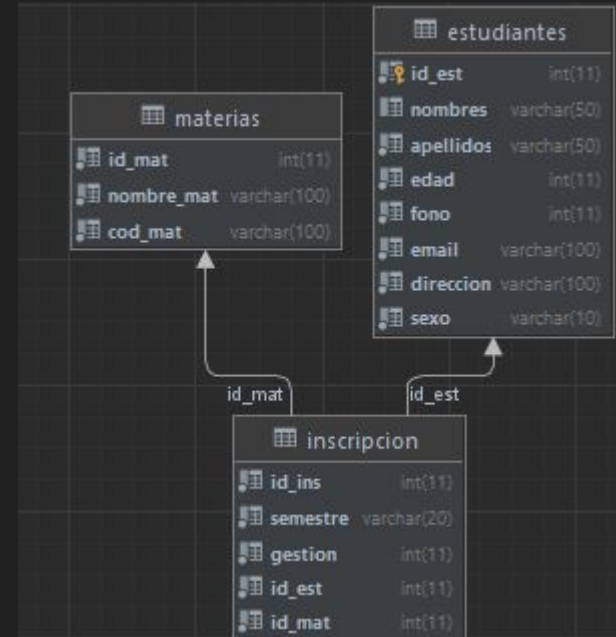 estudiantes
id_est int(11)
nombres varchar(50)
apellidos varchar(50)
edad int(11)
fono int(11)
email varchar(100)
direccion varchar(100)
sexo varchar(10)
materias
id_mat int(11)
nombre_mat varchar(100)
cod_mat varchar(100)
id_mat
id_est
inscripcion
id_ins int(11)
semestre varchar(20)
gestion int(11)
id_est int(11)
id_mat int(11)